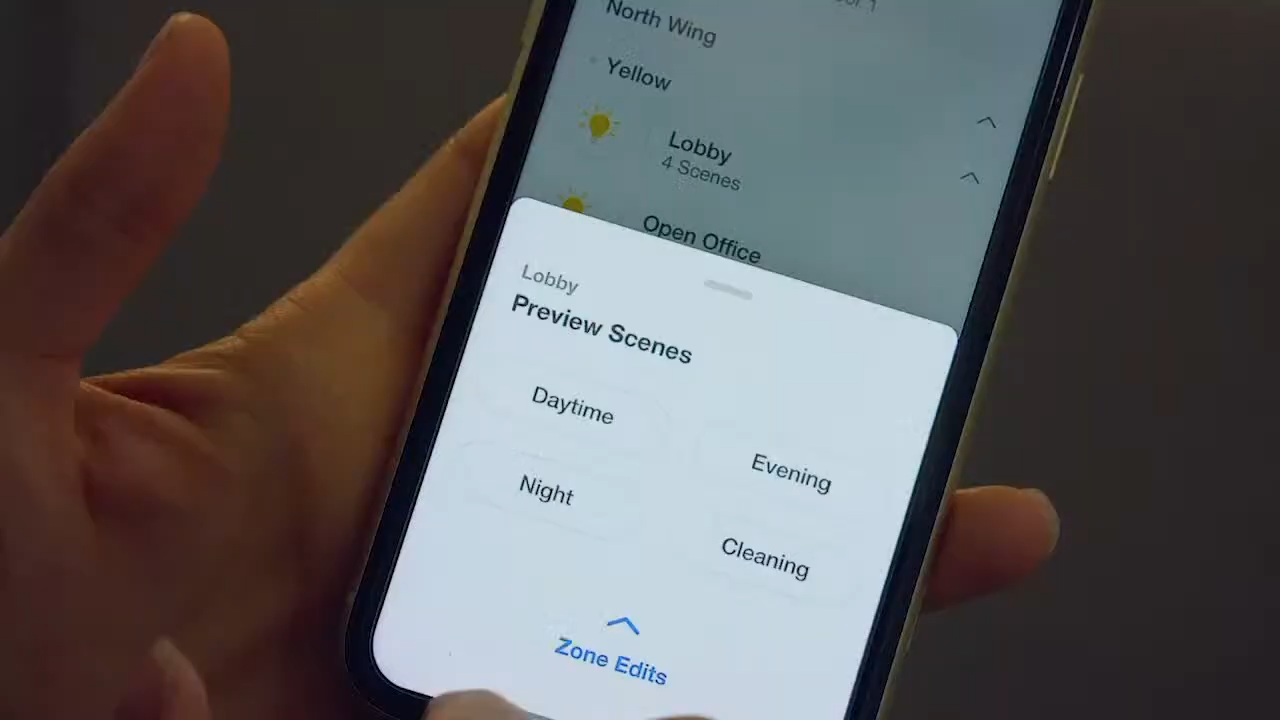 North Wing
Yellow
Lobby
4 Scenes
Open Office
Lobby
Preview Scenes
Daytime
Evening
Night
Cleaning
Zone Edits